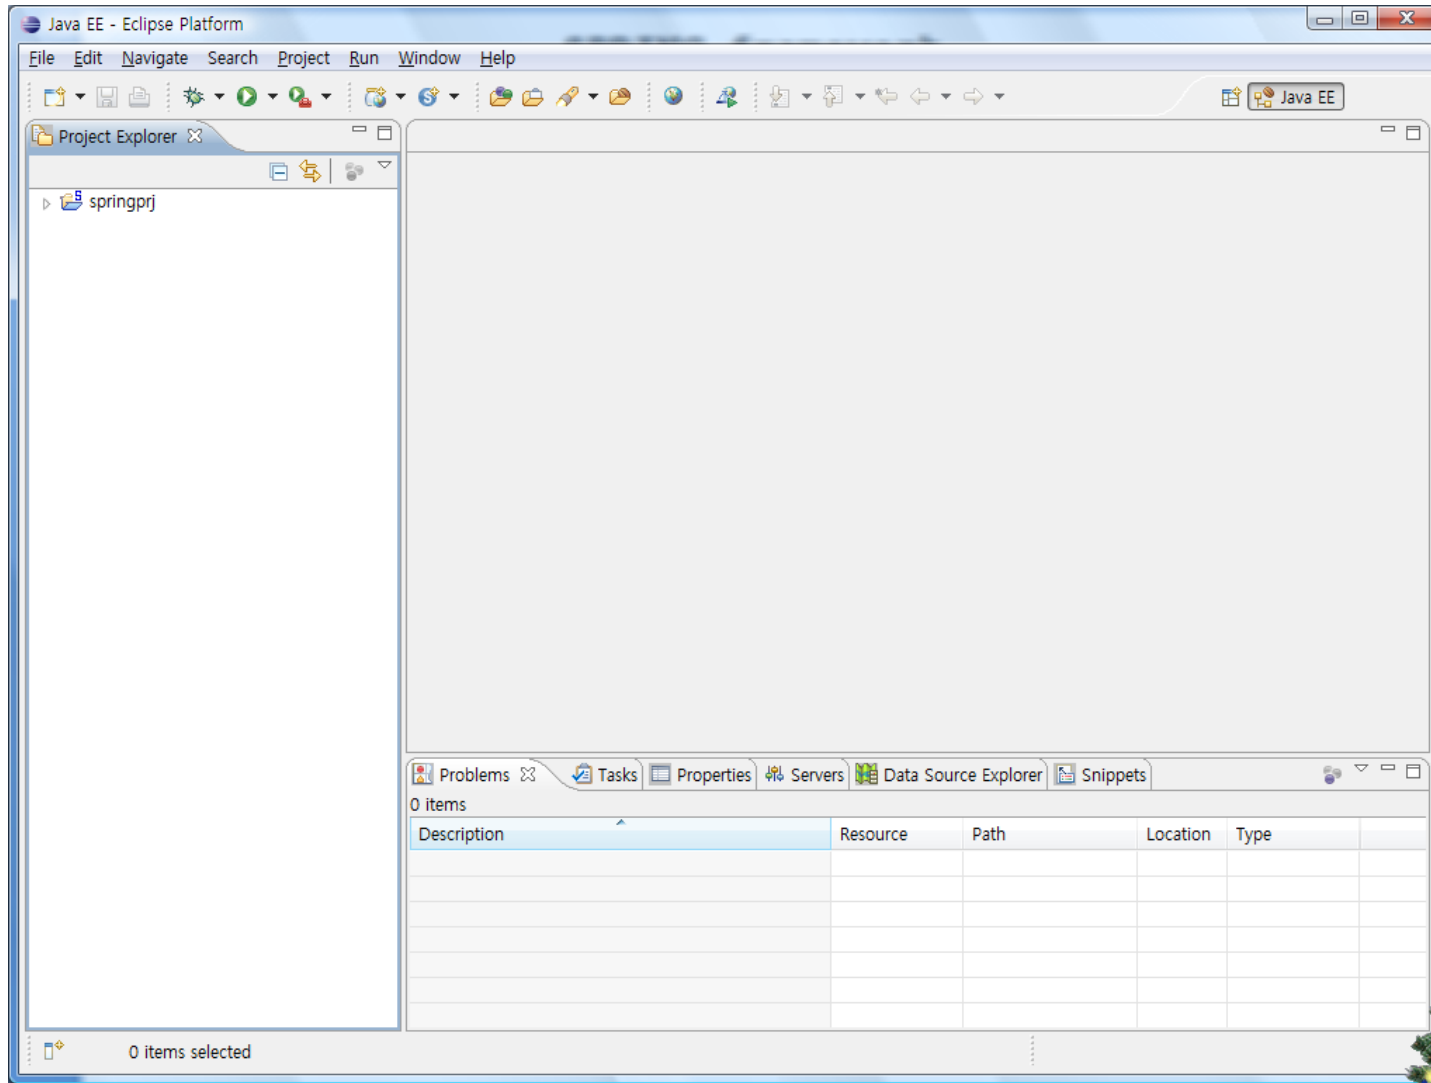 Java EE - Eclipse Platform
File Edit Navigate Search Project Run Window Help
Java EE
Project Explorer
springprj
Problems Tasks Properties Servers Data Source Explorer Snippets
0 items
Description Resource Path Location Type
0 items selected